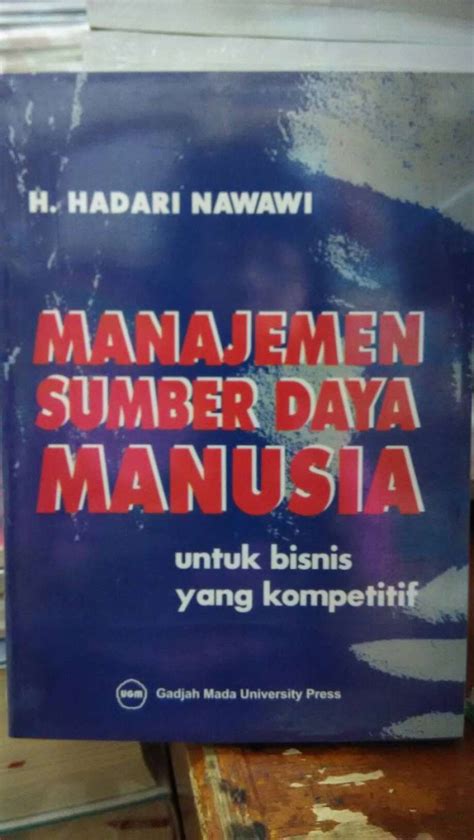 H. HADARI NAWAWI
MANAJEMEN
SUMBER DAYA
MANUSIA
untuk bisnis
yang kompetitif
UGM Gadjah Mada University Press